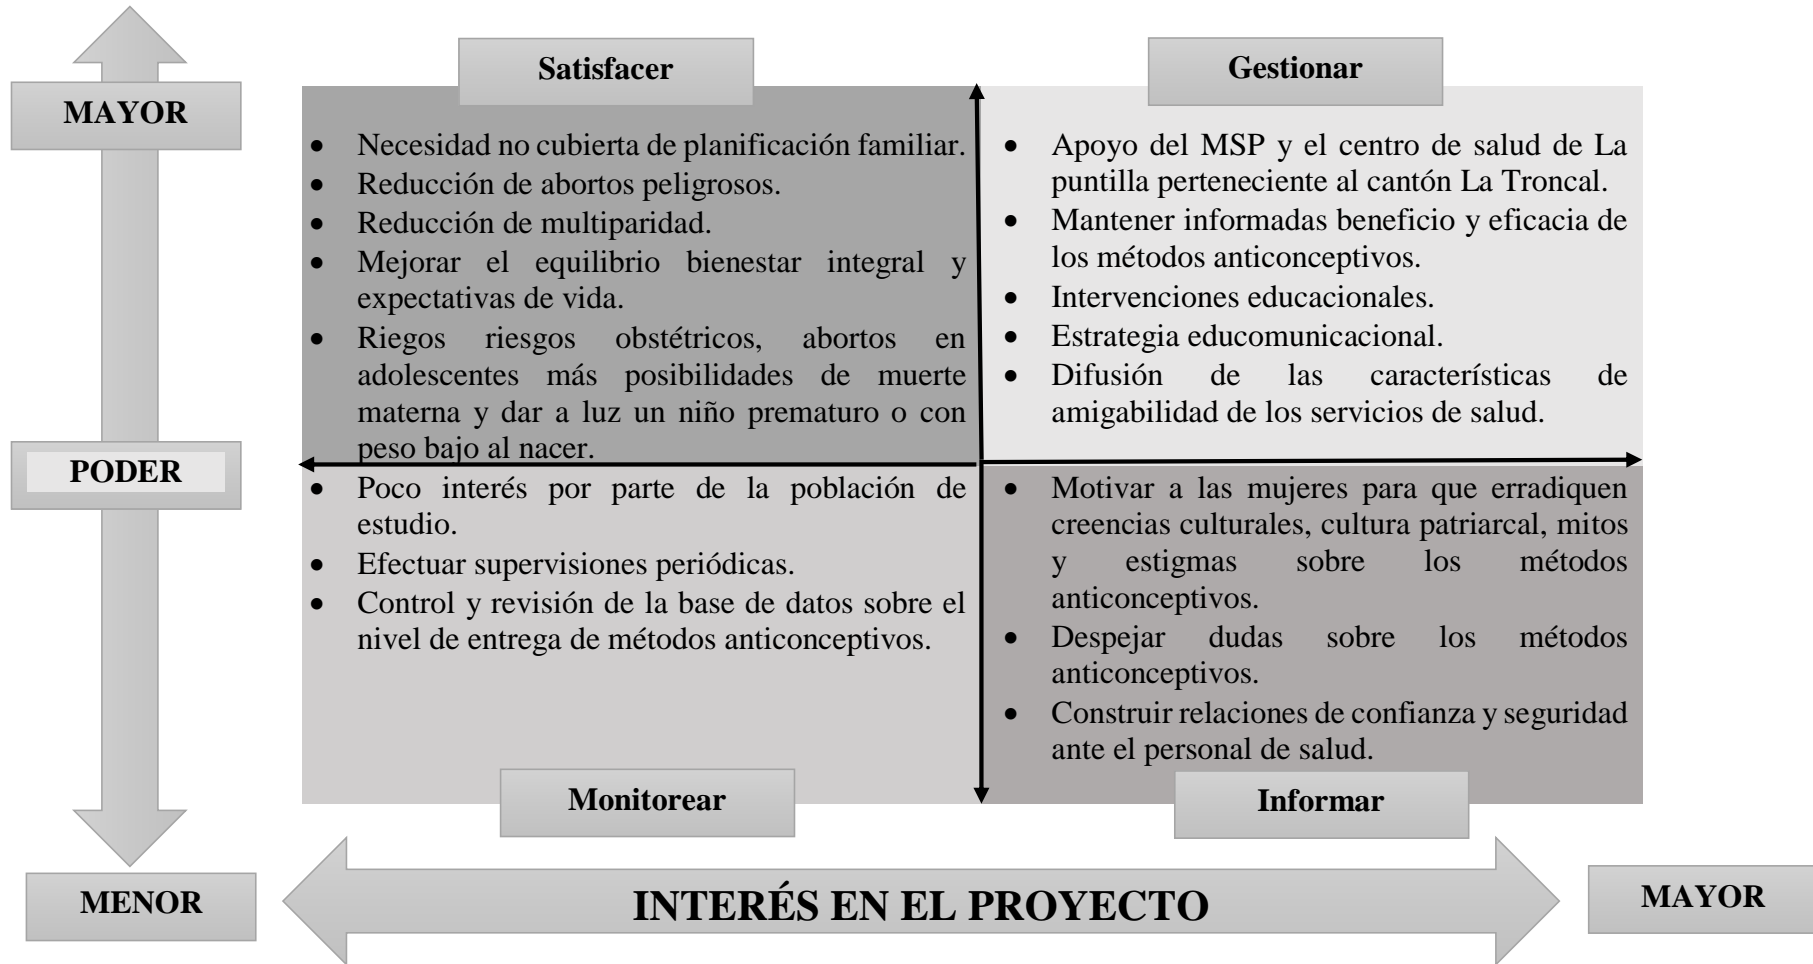 MAYOR
PODER
MENOR
Satisfacer
• Necesidad no cubierta de planificación familiar.
• Reducción de abortos peligrosos.
• Reducción de multiparidad.
• Mejorar el equilibrio bienestar integral y
expectativas de vida.
• Riegos riesgos obstétricos, abortos en
adolescentes más posibilidades de muerte
materna y dar a luz un niño prematuro o con
peso bajo al nacer.
Gestionar
• Apoyo del MSP y el centro de salud de La
puntilla perteneciente al cantón La Troncal.
• Mantener informadas beneficio y eficacia de
los métodos anticonceptivos.
• Intervenciones educacionales.
• Estrategia educomunicacional.
• Difusión de las características de
amigabilidad de los servicios de salud.
• Poco interés por parte de la población de
estudio.
• Efectuar supervisiones periódicas.
• Control y revisión de la base de datos sobre el
nivel de entrega de métodos anticonceptivos.
Monitorear
• Motivar a las mujeres para que erradiquen
creencias culturales, cultura patriarcal, mitos
y estigmas sobre los métodos
anticonceptivos.
• Despejar dudas sobre los métodos
anticonceptivos.
• Construir relaciones de confianza y seguridad
ante el personal de salud.
Informar
INTERÉS EN EL PROYECTO
MAYOR